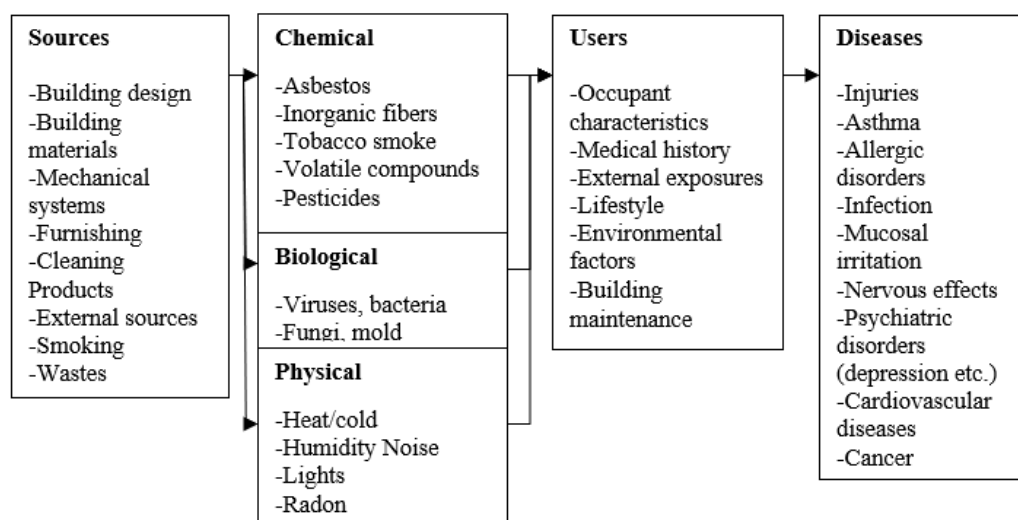 Sources
-Building design
-Building
materials
-Mechanical
systems
-Furnishing
-Cleaning
Products
-External sources
-Smoking
-Wastes
Chemical
-Asbestos
-Inorganic fibers
-Tobacco smoke
-Volatile compounds
-Pesticides
Biological
-Viruses, bacteria
-Fungi, mold
Physical
-Heat/cold
-Humidity Noise
-Lights
-Radon
Users
-Occupant
characteristics
-Medical history
-External exposures
-Lifestyle
-Environmental
factors
-Building
maintenance
Diseases
-Injuries
-Asthma
-Allergic
disorders
-Infection
-Mucosal
irritation
-Nervous effects
-Psychiatric
disorders
(depression etc.)
-Cardiovascular
diseases
-Cancer